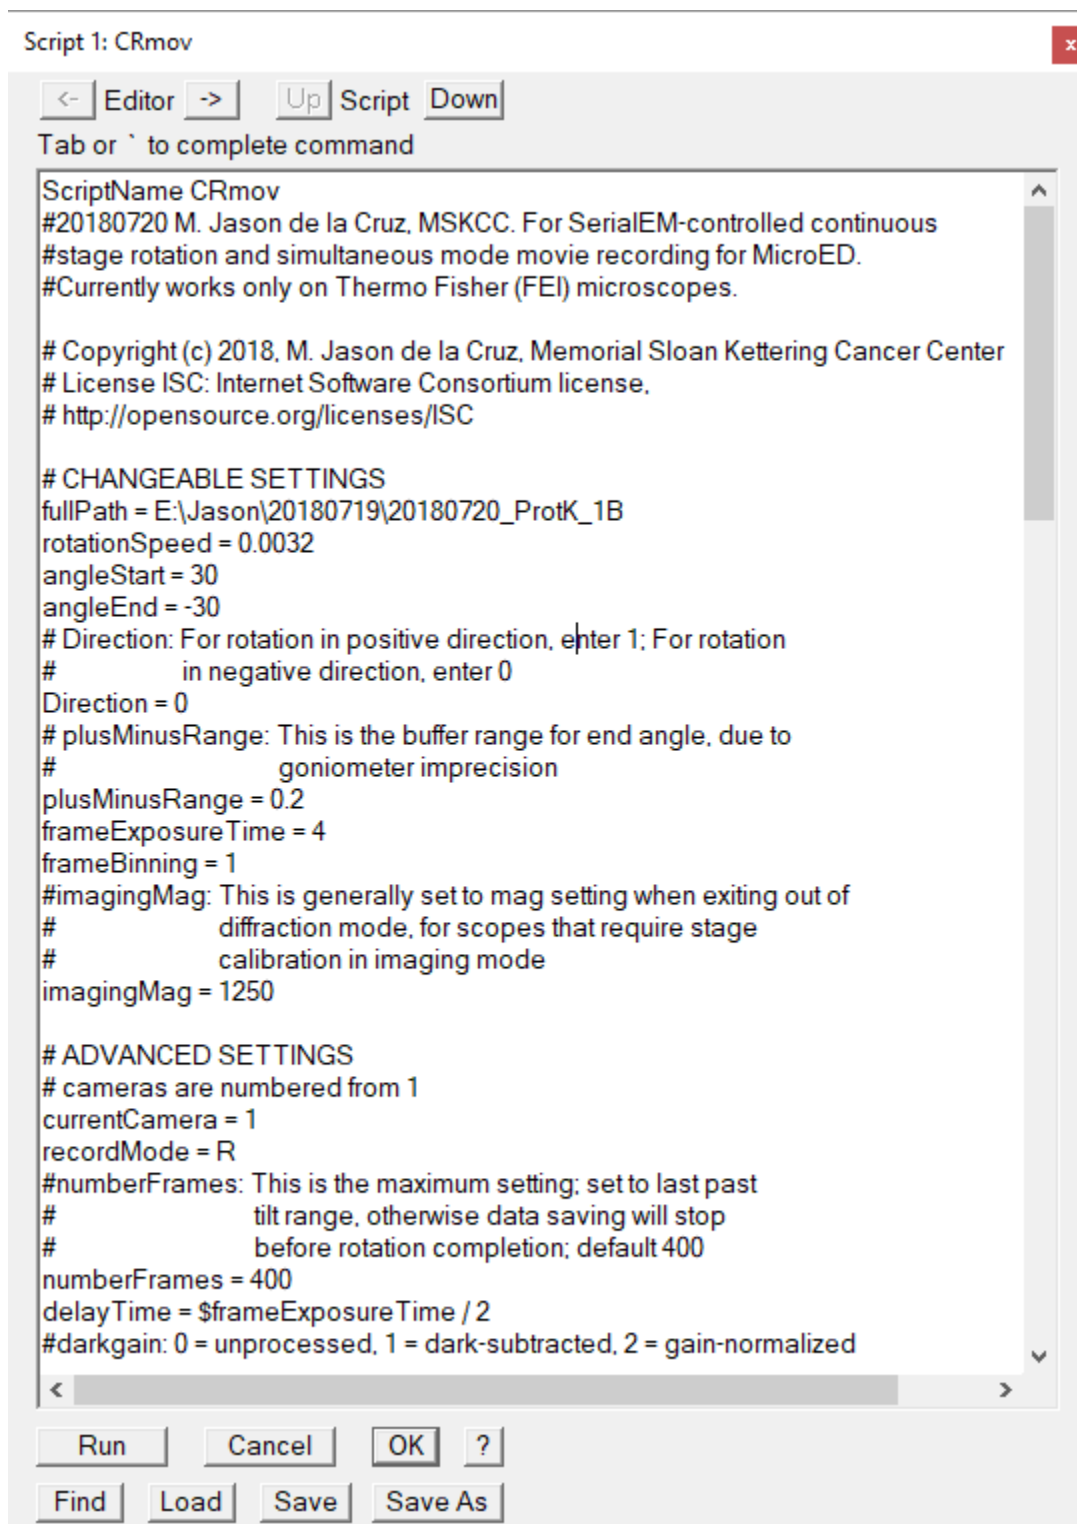 Script 1: CRmov
x
<- Editor -> Up Script Down
Tab or ` to complete command
ScriptName CRmov
#20180720 M. Jason de la Cruz, MSKCC. For SerialEM-controlled continuous
#stage rotation and simultaneous mode movie recording for MicroED.
#Currently works only on Thermo Fisher (FEI) microscopes.
# Copyright (c) 2018, M. Jason de la Cruz, Memorial Sloan Kettering Cancer Center
# License ISC: Internet Software Consortium license,
# http://opensource.org/licenses/ISC
# CHANGEABLE SETTINGS
fullPath = E:\Jason\20180719\20180720_ProtK_1B
rotationSpeed = 0.0032
angleStart = 30
angleEnd = -30
# Direction: For rotation in positive direction, enter 1; For rotation
# in negative direction, enter 0
Direction = 0
# plusMinusRange: This is the buffer range for end angle, due to
# goniometer imprecision
plusMinusRange = 0.2
frameExposureTime = 4
frameBinning = 1
#imagingMag: This is generally set to mag setting when exiting out of
# diffraction mode, for scopes that require stage
# calibration in imaging mode
imagingMag = 1250
# ADVANCED SETTINGS
# cameras are numbered from 1
currentCamera = 1
recordMode = R
#numberFrames: This is the maximum setting; set to last past
# tilt range, otherwise data saving will stop
# before rotation completion; default 400
numberFrames = 400
delayTime = $frameExposureTime / 2
#darkgain: 0 = unprocessed, 1 = dark-subtracted, 2 = gain-normalized
Run Cancel OK ?
Find Load Save Save As